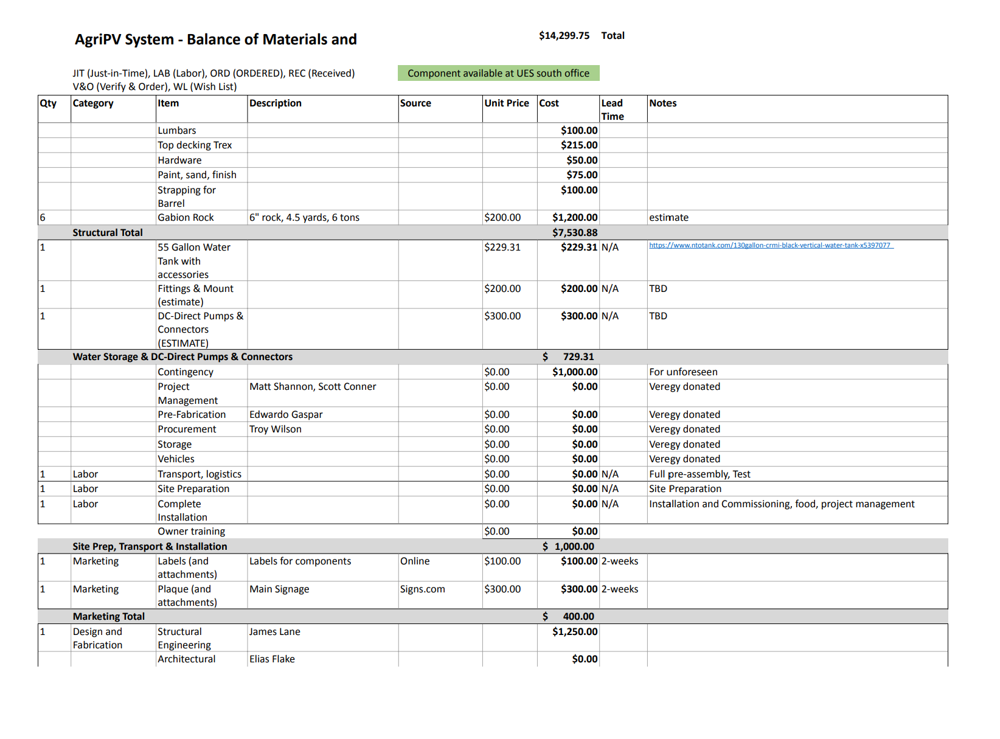 AgriPV System - Balance of Materials and
$14,299.75 Total
JIT (Just-in-Time), LAB (Labor), ORD (ORDERED), REC (Received)
V&O (Verify & Order), WL (Wish List)
Component available at UES south office
Qty Category Item Description Source Unit Price Cost Lead Time Notes
Lumbars $100.00
Top decking Trex $215.00
Hardware $50.00
Paint, sand, finish $75.00
Strapping for Barrel $100.00
6 Gabion Rock 6" rock, 4.5 yards, 6 tons $200.00 $1,200.00 estimate
Structural Total $7,530.88
1 55 Gallon Water Tank with accessories $229.31 $229.31 N/A https://www.ntotank.com/130gallon-crmi-black-vertical-water-tank-x5397077
1 Fittings & Mount (estimate) $200.00 $200.00 N/A TBD
1 DC-Direct Pumps & Connectors (ESTIMATE) $300.00 $300.00 N/A TBD
Water Storage & DC-Direct Pumps & Connectors $ 729.31
Contingency $0.00 $1,000.00 For unforeseen
Project Management Matt Shannon, Scott Conner $0.00 $0.00 Veregy donated
Pre-Fabrication Edwardo Gaspar $0.00 $0.00 Veregy donated
Procurement Troy Wilson $0.00 $0.00 Veregy donated
Storage $0.00 $0.00 Veregy donated
Vehicles $0.00 $0.00 Veregy donated
1 Labor Transport, logistics $0.00 $0.00 N/A Full pre-assembly, Test
1 Labor Site Preparation $0.00 $0.00 N/A Site Preparation
1 Labor Complete Installation $0.00 $0.00 N/A Installation and Commissioning, food, project management
Owner training $0.00 $0.00
Site Prep, Transport & Installation $ 1,000.00
1 Marketing Labels (and attachments) Labels for components Online $100.00 $100.00 2-weeks
1 Marketing Plaque (and attachments) Main Signage Signs.com $300.00 $300.00 2-weeks
Marketing Total $ 400.00
1 Design and Fabrication Structural Engineering James Lane $1,250.00
Architectural Elias Flake $0.00